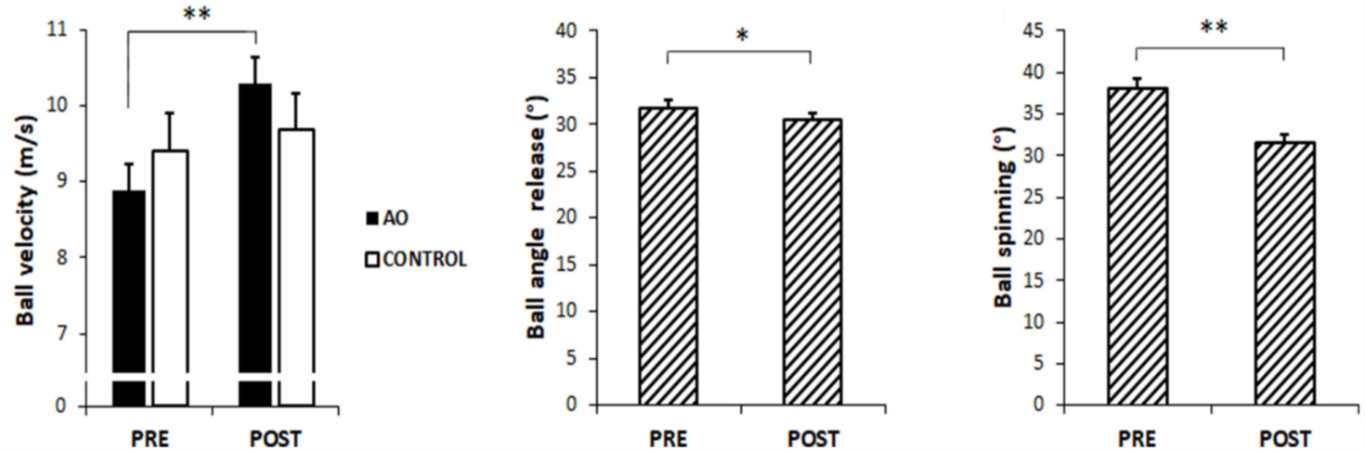 **
11
10
9
8
7
0
Ball velocity (m/s)
PRE
POST
AO
CONTROL
*
40
35
30
25
20
15
10
5
0
Ball angle release (°)
PRE
POST
**
45
40
35
30
25
20
15
10
5
0
Ball spinning (°)
PRE
POST